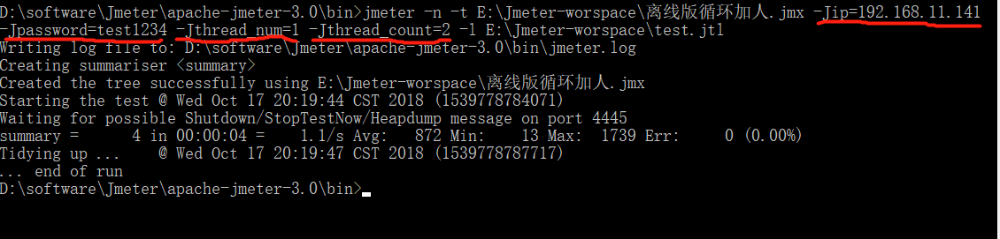 D:\software\Jmeter\apache-jmeter-3.0\bin>jmeter -n -t E:\Jmeter-worspace\离线版循环加人.jmx -Jip=192.168.11.141
-Jpassword=test1234 -Jthread_num=1 -Jthread_count=2 -l E:\Jmeter-worspace\test.jtl
Writing log file to: D:\software\Jmeter\apache-jmeter-3.0\bin\jmeter.log
Creating summariser <summary>
Created the tree successfully using E:\Jmeter-worspace\离线版循环加人.jmx
Starting the test @ Wed Oct 17 20:19:44 CST 2018 (1539778784071)
Waiting for possible Shutdown/StopTestNow/Heapdump message on port 4445
summary =      4 in 00:00:04 =    1.1/s Avg:   872 Min:    13 Max:  1739 Err:     0 (0.00%)
Tidying up ...    @ Wed Oct 17 20:19:47 CST 2018 (1539778787717)
... end of run
D:\software\Jmeter\apache-jmeter-3.0\bin>